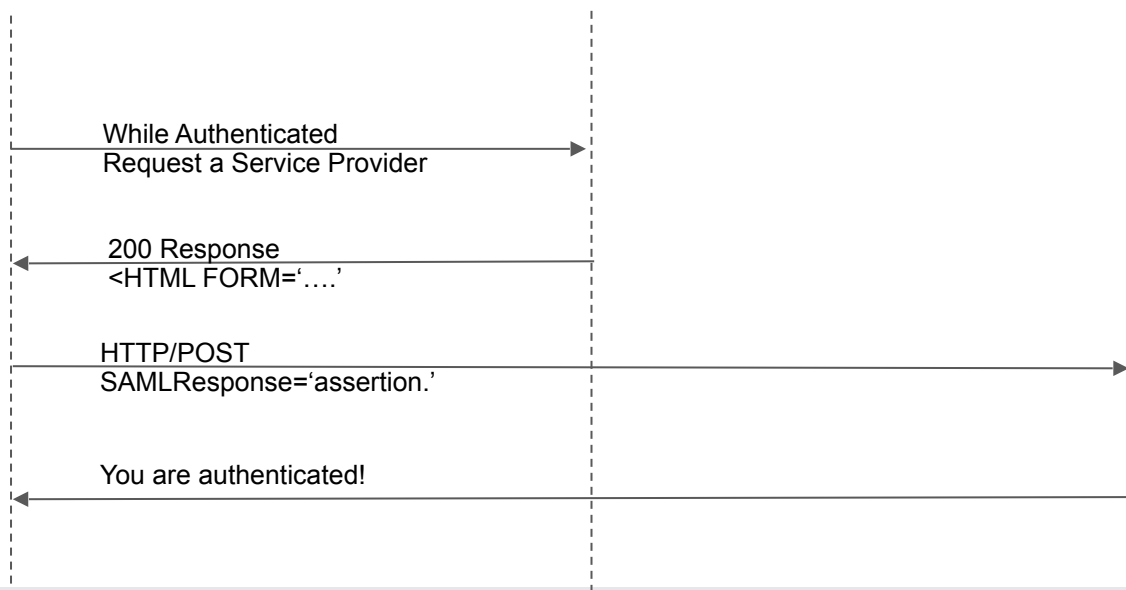 While Authenticated
Request a Service Provider
200 Response
<HTML FORM=‘….’
HTTP/POST
SAMLResponse=‘assertion.’
You are authenticated!